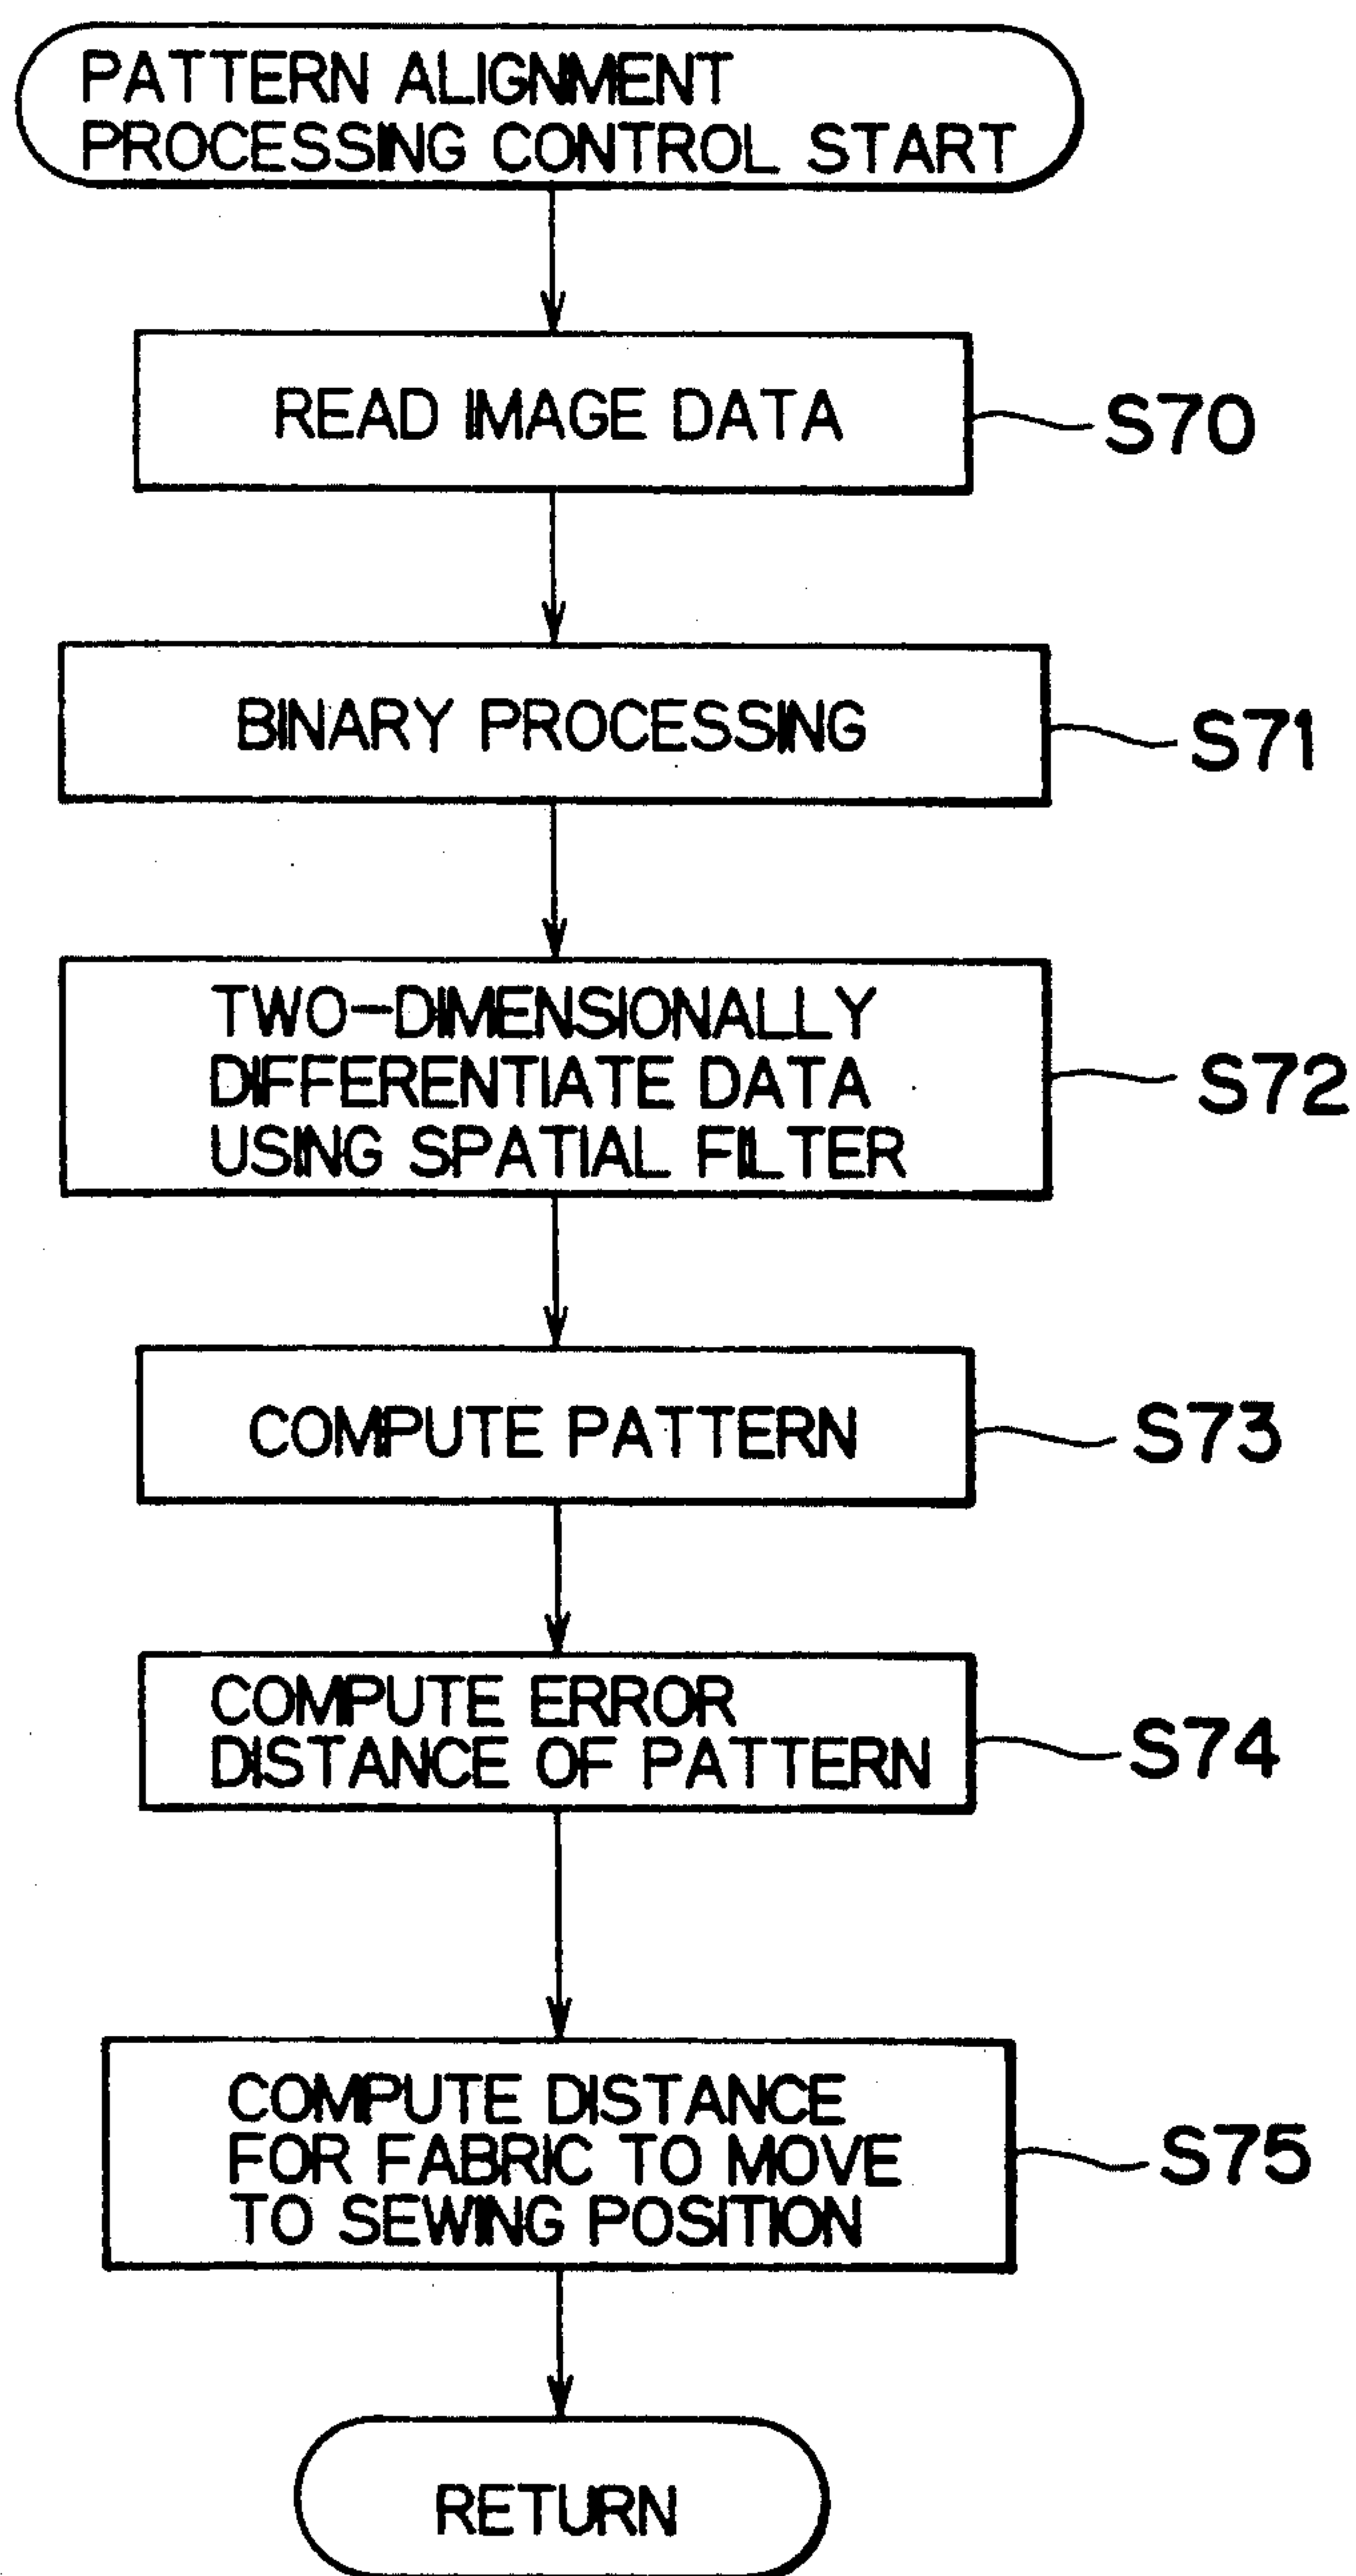 PATTERN ALIGNMENT
PROCESSING CONTROL START
READ IMAGE DATA
S70
BINARY PROCESSING
S71
TWO-DIMENSIONALLY
DIFFERENTIATE DATA
USING SPATIAL FILTER
S72
COMPUTE PATTERN
S73
COMPUTE ERROR
DISTANCE OF PATTERN
S74
COMPUTE DISTANCE
FOR FABRIC TO MOVE
TO SEWING POSITION
S75
RETURN